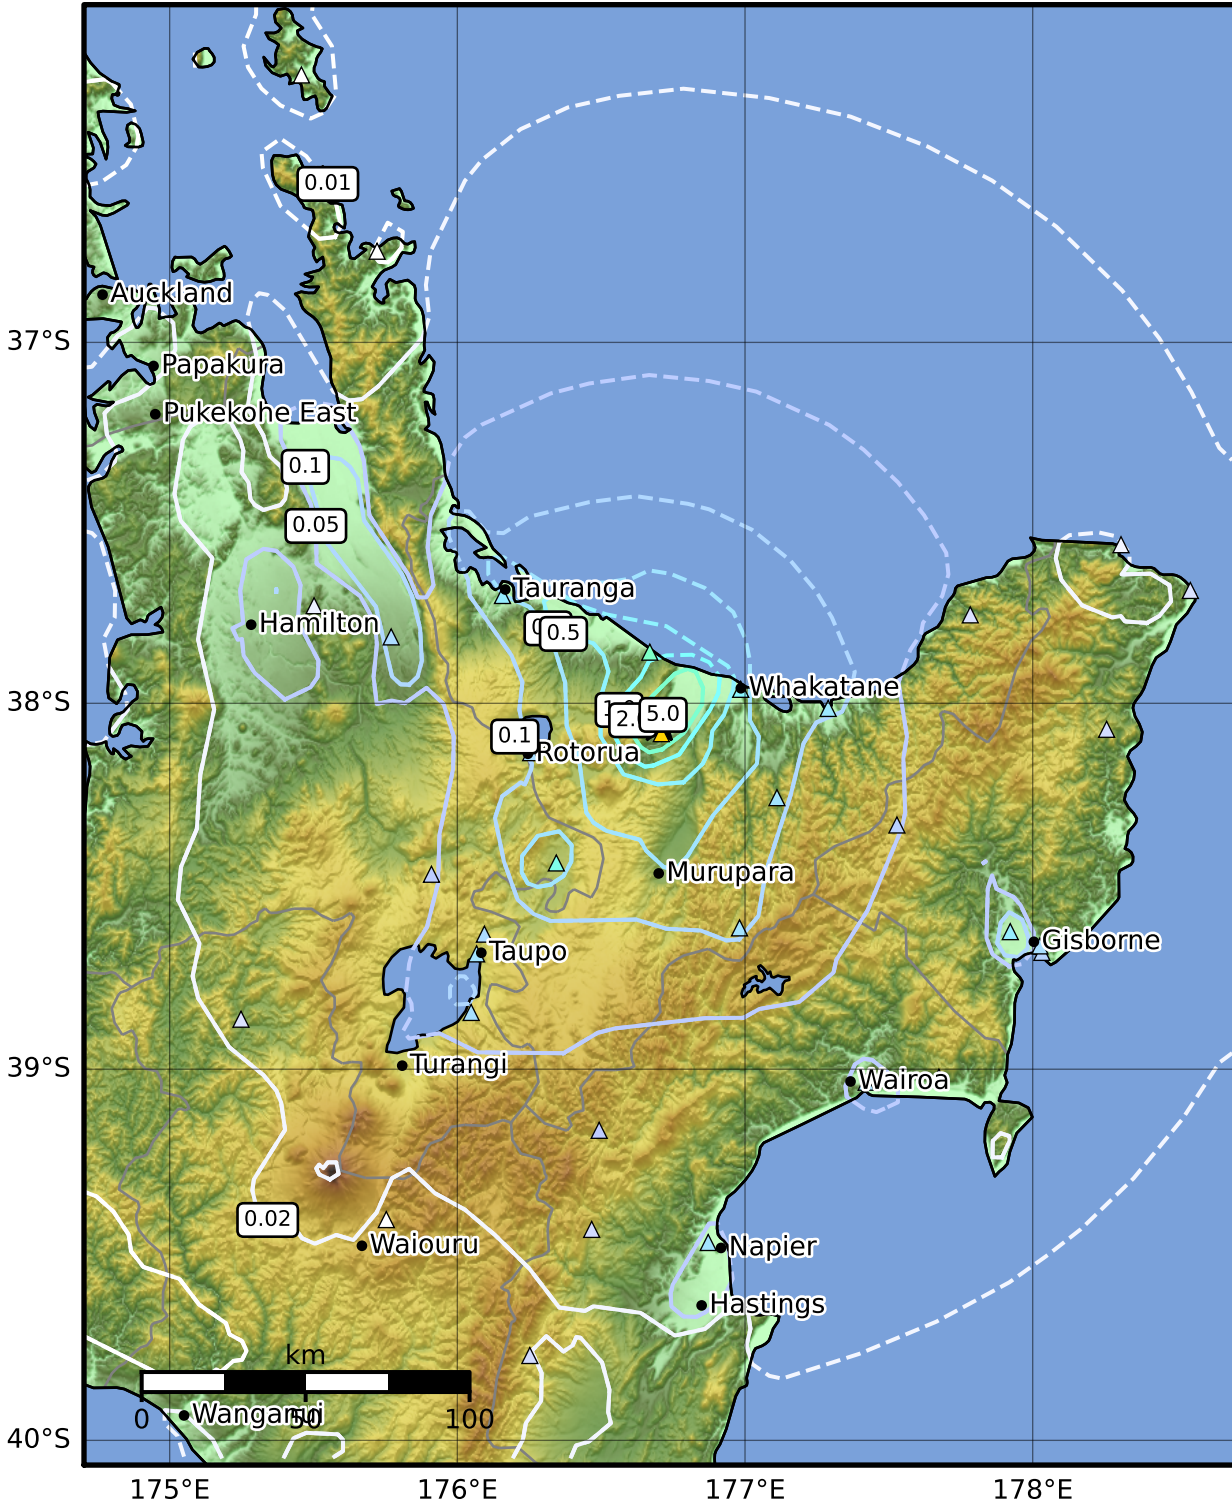 0.01
Auckland
37°S
Papakura
Pukekohe East
0.1
0.05
Tauranga
Hamilton
0.5
Whakatane
38°S
5.0
0.1
Rotorua
Murupara
Gisborne
Taupo
39°S
Turangi
Wairoa
0.02
Waiouru
Napier
Hastings
km
0 50 100
Wanganui
40°S
175°E 176°E 177°E 178°E